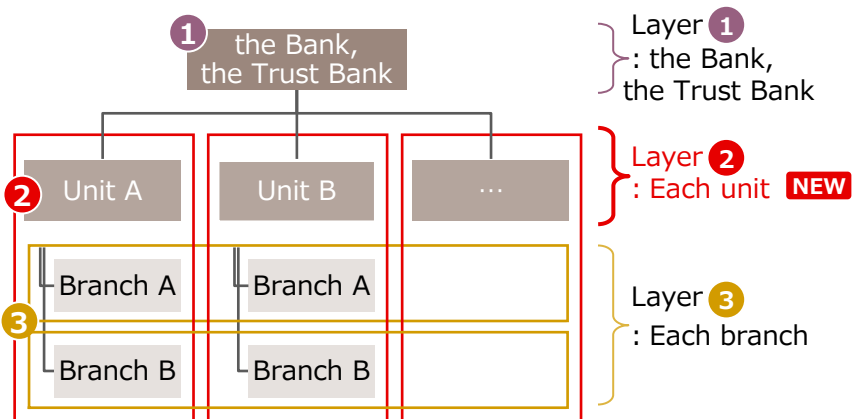 1
the Bank,
the Trust Bank
Layer 1
: the Bank,
the Trust Bank
2
Unit A
Unit B
...
Layer 2
: Each unit NEW
3
Branch A
Branch A
Branch B
Branch B
Layer 3
: Each branch